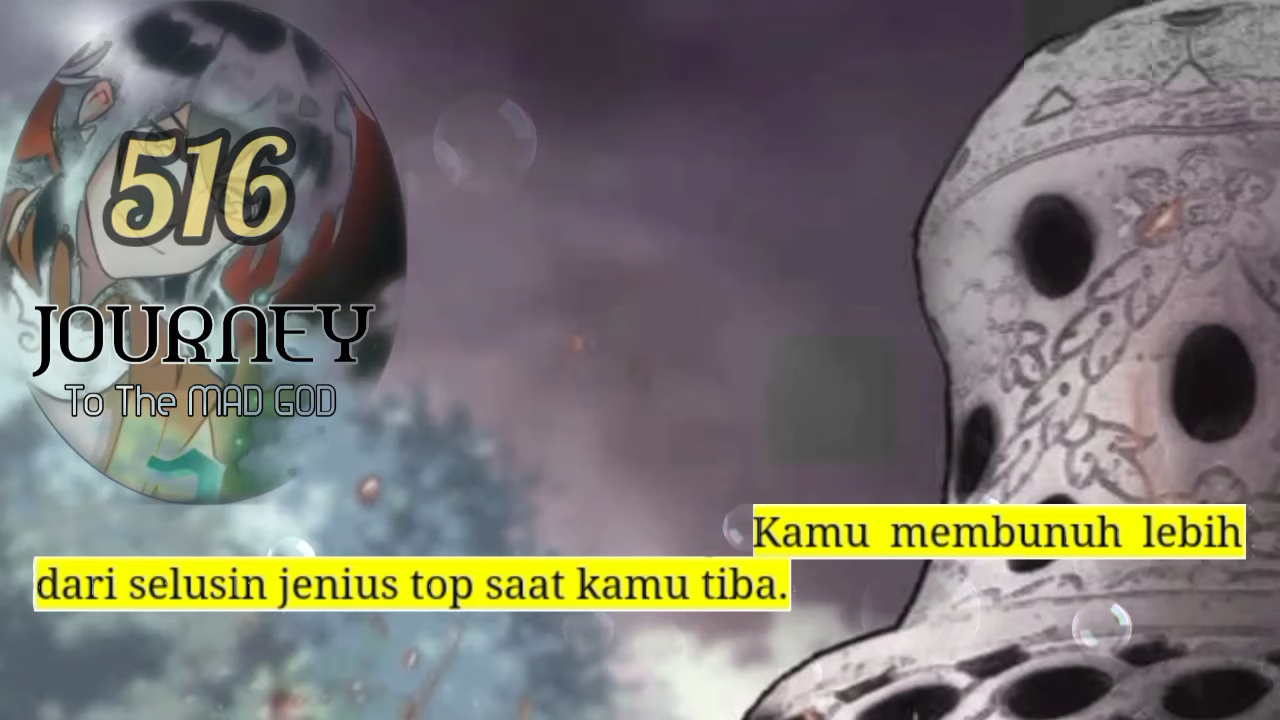 516
JOURNEY
To The MAD GOD
Kamu membunuh lebih
dari selusin jenius top saat kamu tiba.